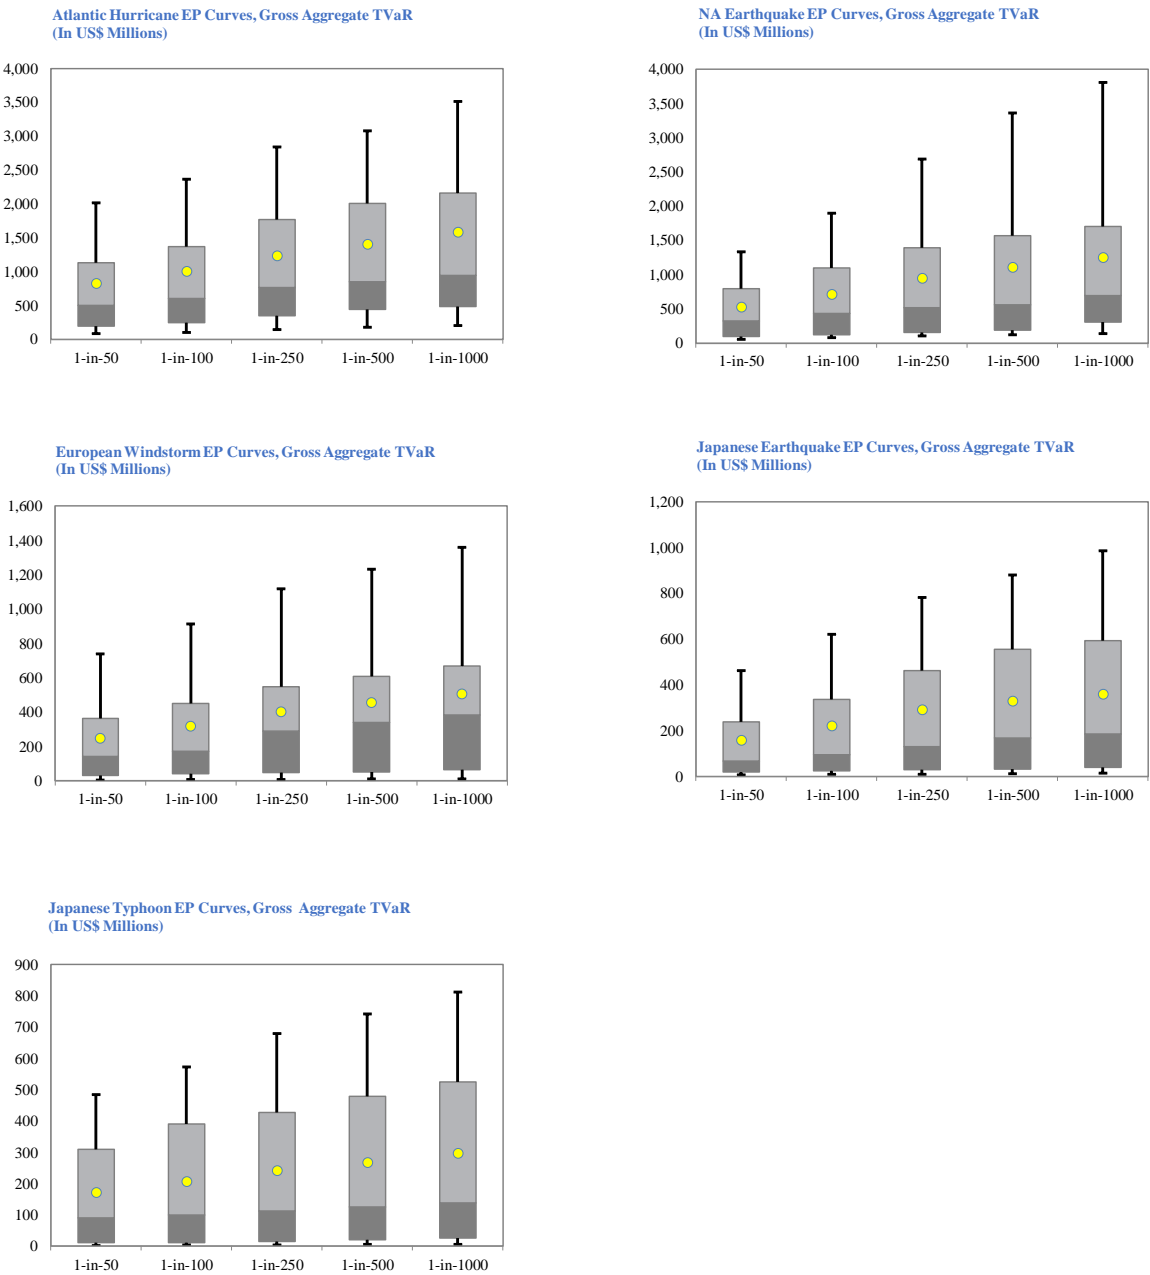 Atlantic Hurricane EP Curves, Gross Aggregate TVaR
(In US$ Millions)
4,000
3,500
3,000
2,500
2,000
1,500
1,000
500
0
1-in-50 1-in-100 1-in-250 1-in-500 1-in-1000
NA Earthquake EP Curves, Gross Aggregate TVaR
(In US$ Millions)
4,000
3,500
3,000
2,500
2,000
1,500
1,000
500
0
1-in-50 1-in-100 1-in-250 1-in-500 1-in-1000
European Windstorm EP Curves, Gross Aggregate TVaR
(In US$ Millions)
1,600
1,400
1,200
1,000
800
600
400
200
0
1-in-50 1-in-100 1-in-250 1-in-500 1-in-1000
Japanese Earthquake EP Curves, Gross Aggregate TVaR
(In US$ Millions)
1,200
1,000
800
600
400
200
0
1-in-50 1-in-100 1-in-250 1-in-500 1-in-1000
Japanese Typhoon EP Curves, Gross Aggregate TVaR
(In US$ Millions)
900
800
700
600
500
400
300
200
100
0
1-in-50 1-in-100 1-in-250 1-in-500 1-in-1000